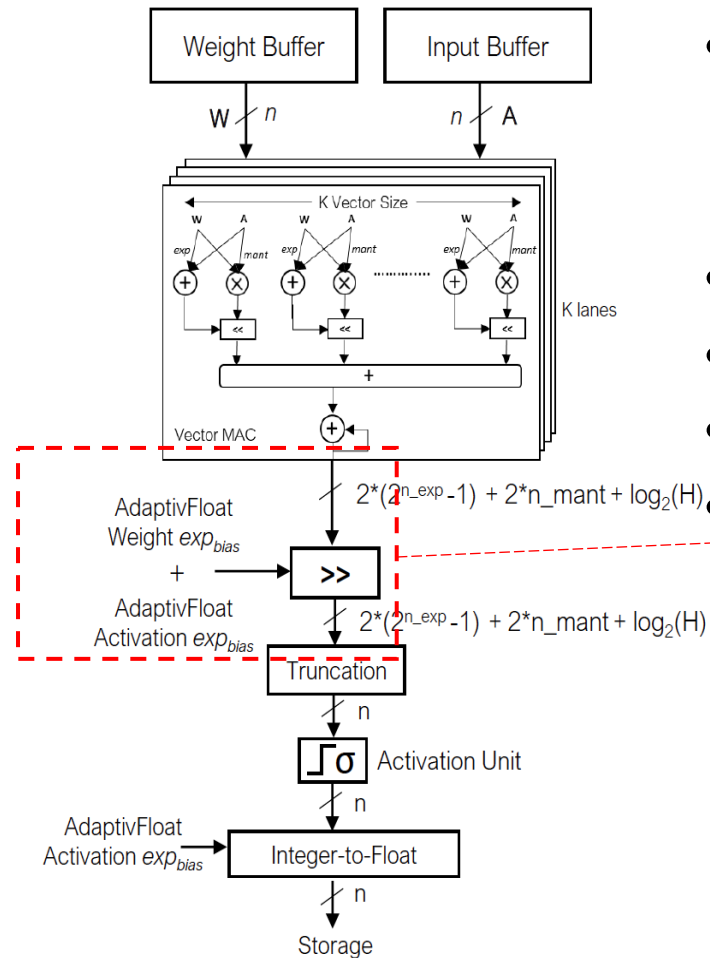 Weight Buffer
Input Buffer
W n
n A
K Vector Size
W A W A W A
exp mant exp mant exp mant
+ × + × ............. + ×
<< << <<
K lanes
+
+
Vector MAC
2*(2^n_exp-1) + 2*n_mant + log₂(H)
AdaptivFloat
Weight exp_bias
+
AdaptivFloat
Activation exp_bias
>>
2*(2^n_exp-1) + 2*n_mant + log₂(H)
Truncation
n
σ Activation Unit
n
AdaptivFloat
Activation exp_bias
Integer-to-Float
n
Storage